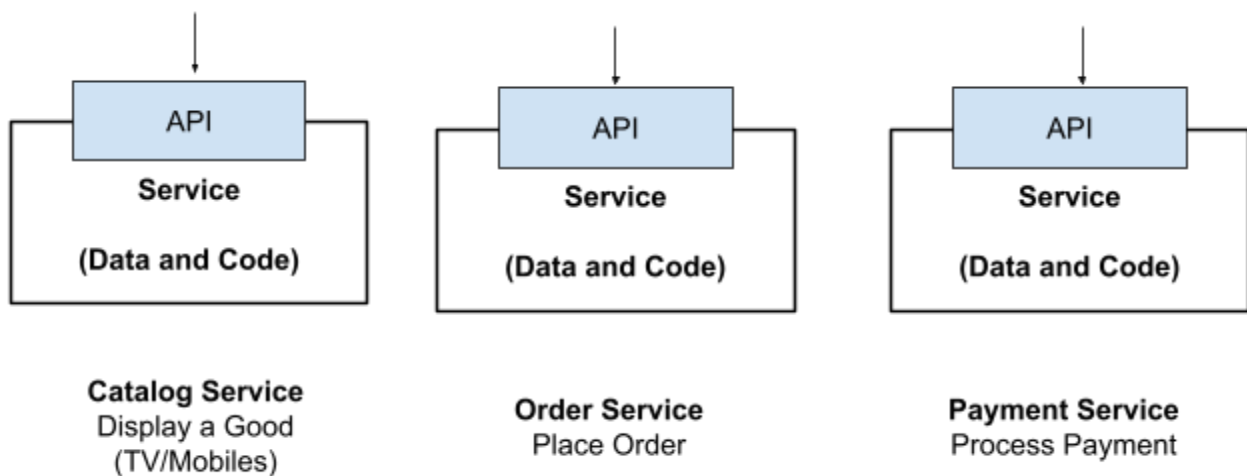 API
Service
(Data and Code)
Catalog Service
Display a Good
(TV/Mobiles)
API
Service
(Data and Code)
Order Service
Place Order
API
Service
(Data and Code)
Payment Service
Process Payment